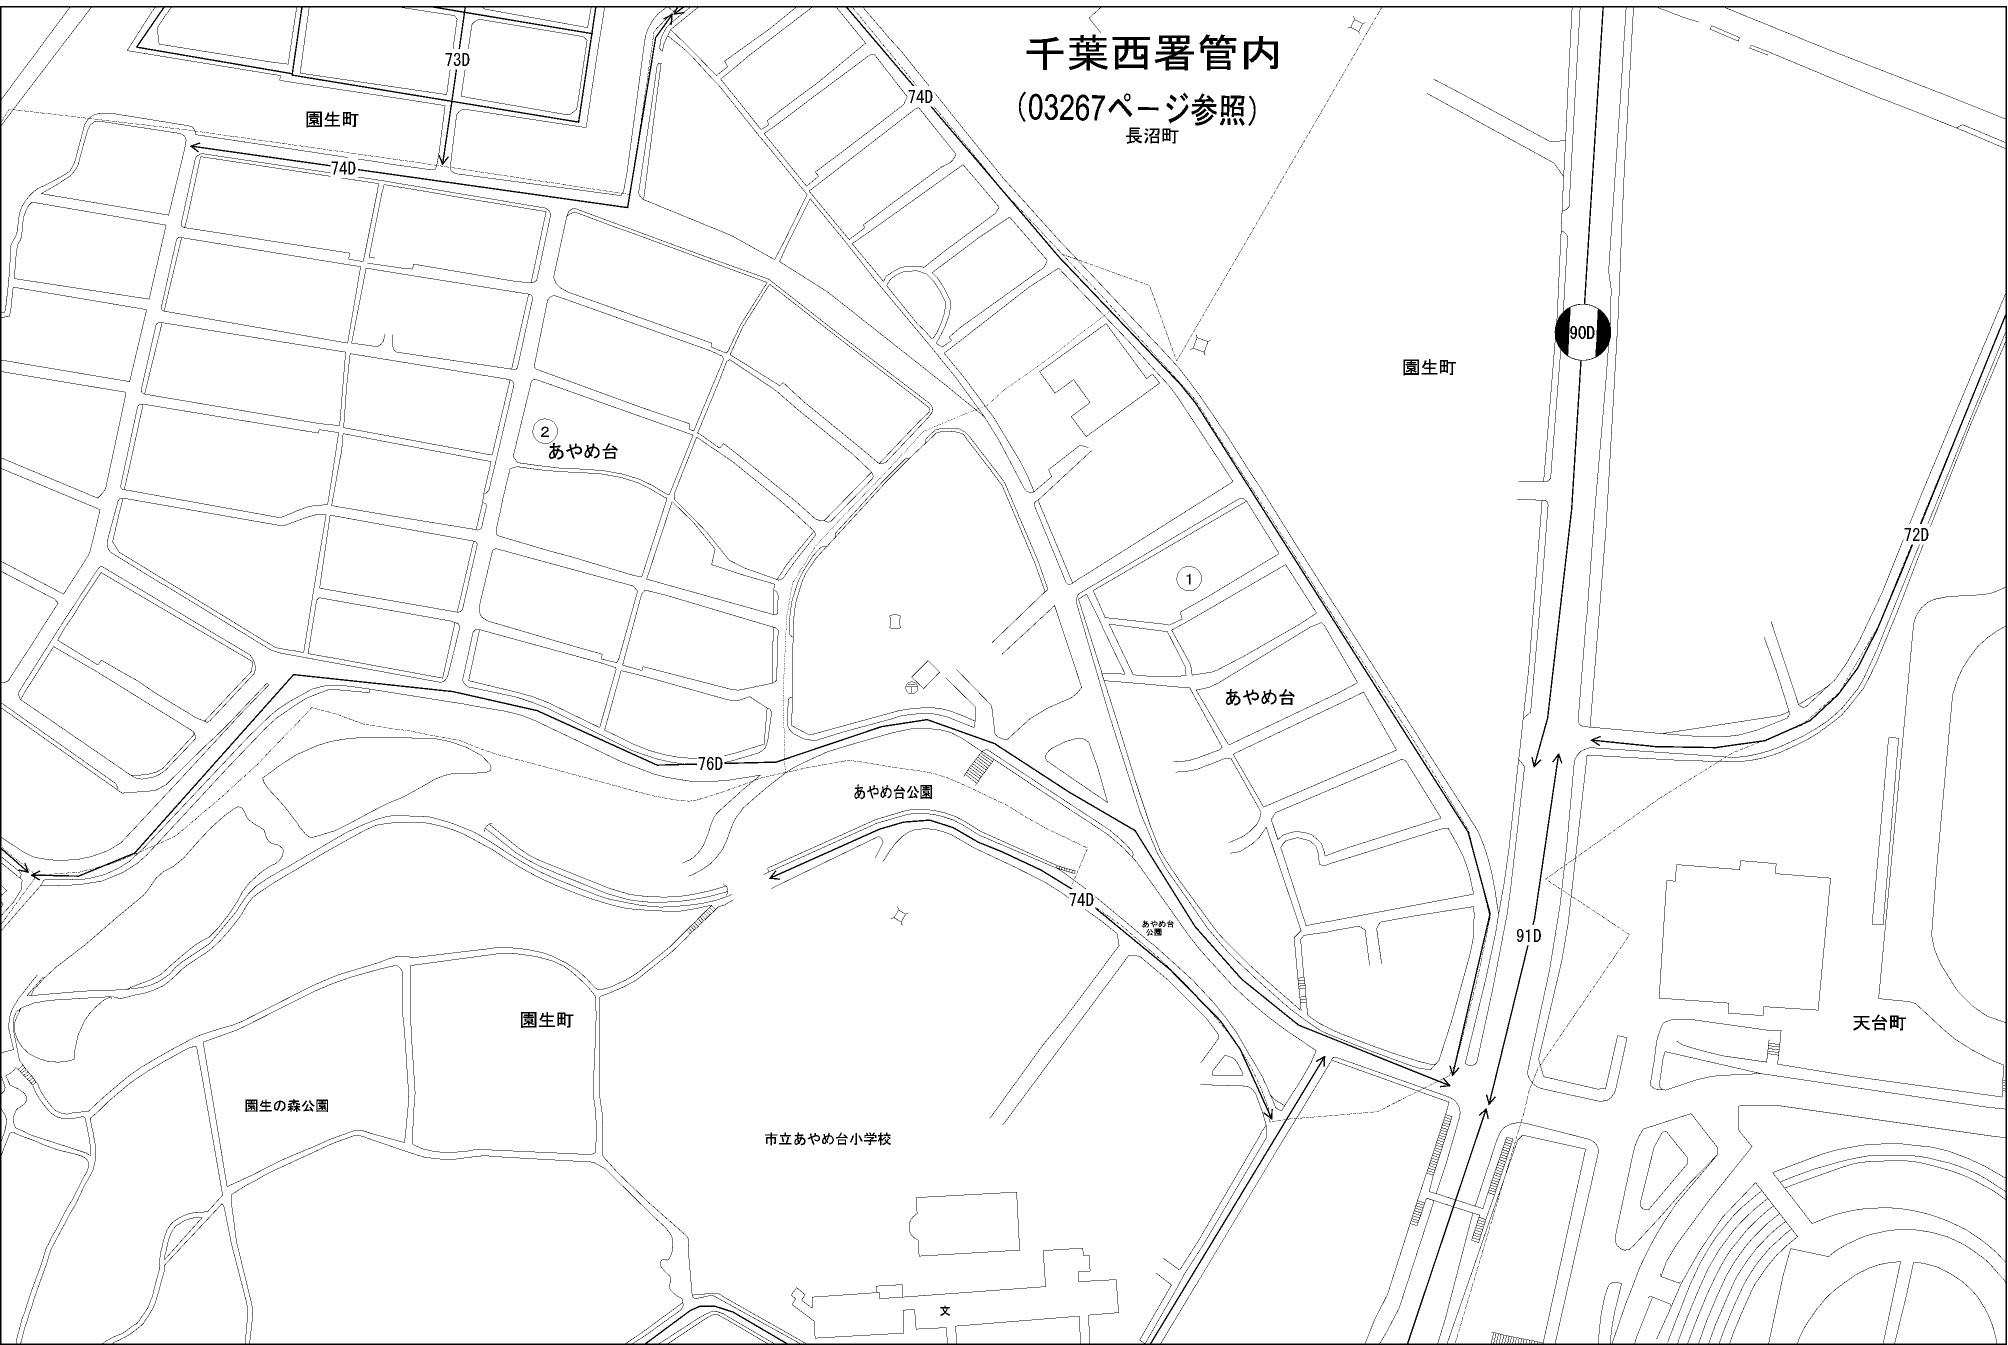 千葉西署管内
（03267ページ参照）
長沼町
73D
74D
園生町
74D
90D
園生町
2
あやめ台
72D
1
あやめ台
76D
あやめ台公園
74D
あやめ台
公園
91D
園生町
天台町
園生の森公園
市立あやめ台小学校
文